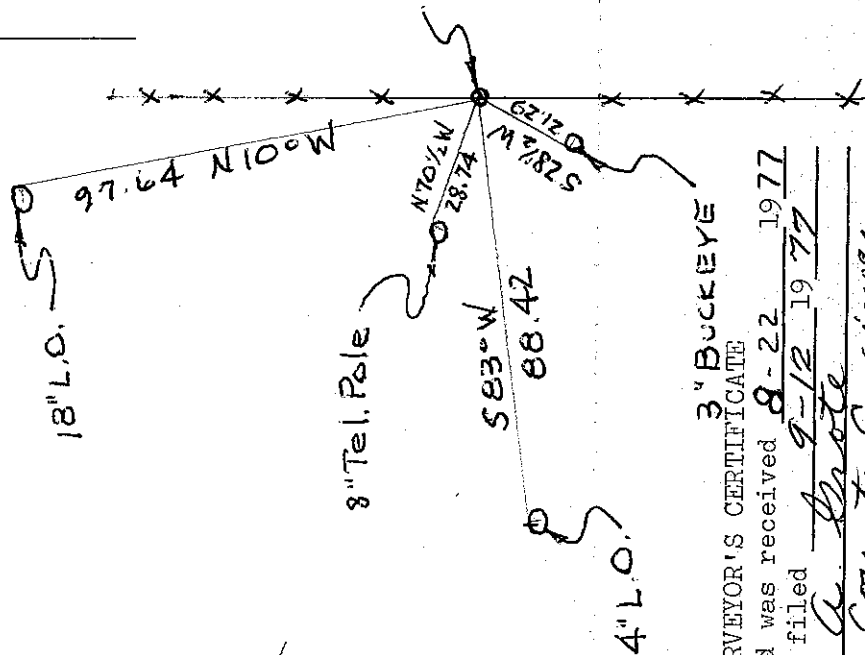 18"L.O.
97.64 N10°W
8"Tel. Pole
N70½W
28.74
S28½W
21.29
S83°W
88.42
4"L.O.
3"BUCKEYE
RVEYOR'S CERTIFICATE
d was received 8-22 1977
filed 9-12 1977
a.